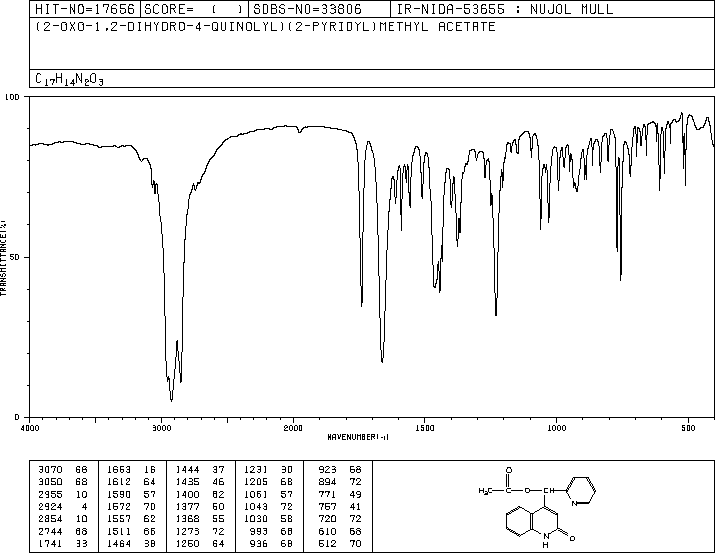 HIT-NO=17656 SCORE= ( ) SDBS-NO=33806 IR-NIDA-53655 : NUJOL MULL
(2-OXO-1,2-DIHYDRO-4-QUINOLYL)(2-PYRIDYL)METHYL ACETATE
C17H14N2O3
100
50
0
TRANSMITTANCE(%)
4000 3000 2000 1500 1000 500
WAVENUMBER(-1)
3070 66 1663 16 1444 37 1231 30 923 68
3050 68 1612 64 1435 46 1205 68 894 72
2955 10 1590 57 1400 62 1061 57 771 49
2924 4 1572 70 1377 50 1043 72 757 41
2854 10 1557 62 1368 55 1030 58 720 72
2744 68 1511 66 1273 72 993 68 610 68
1741 33 1464 38 1250 64 936 68 512 70
O
H3C C O C
N
N
H
O